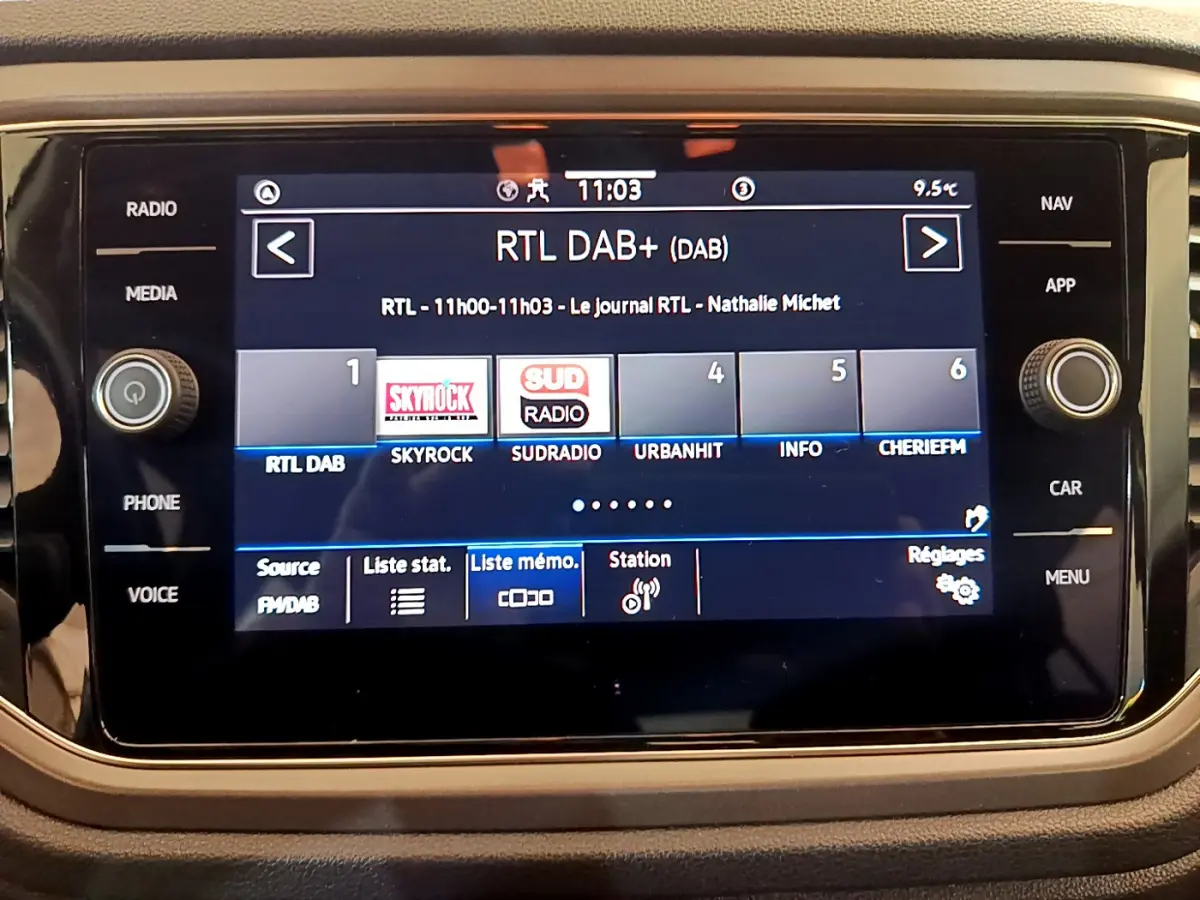 RADIO
MEDIA
PHONE
VOICE
A
11:03
3
9.5°C
<
RTL DAB+ (DAB)
>
RTL - 11h00-11h03 - Le journal RTL - Nathalie Michet
1
SKYROCK
SUD
RADIO
4
5
6
RTL DAB
SKYROCK
SUDRADIO
URBANHIT
INFO
CHERIEFM
Source
FM/DAB
Liste stat.
Liste mémo.
Station
Réglages
NAV
APP
CAR
MENU